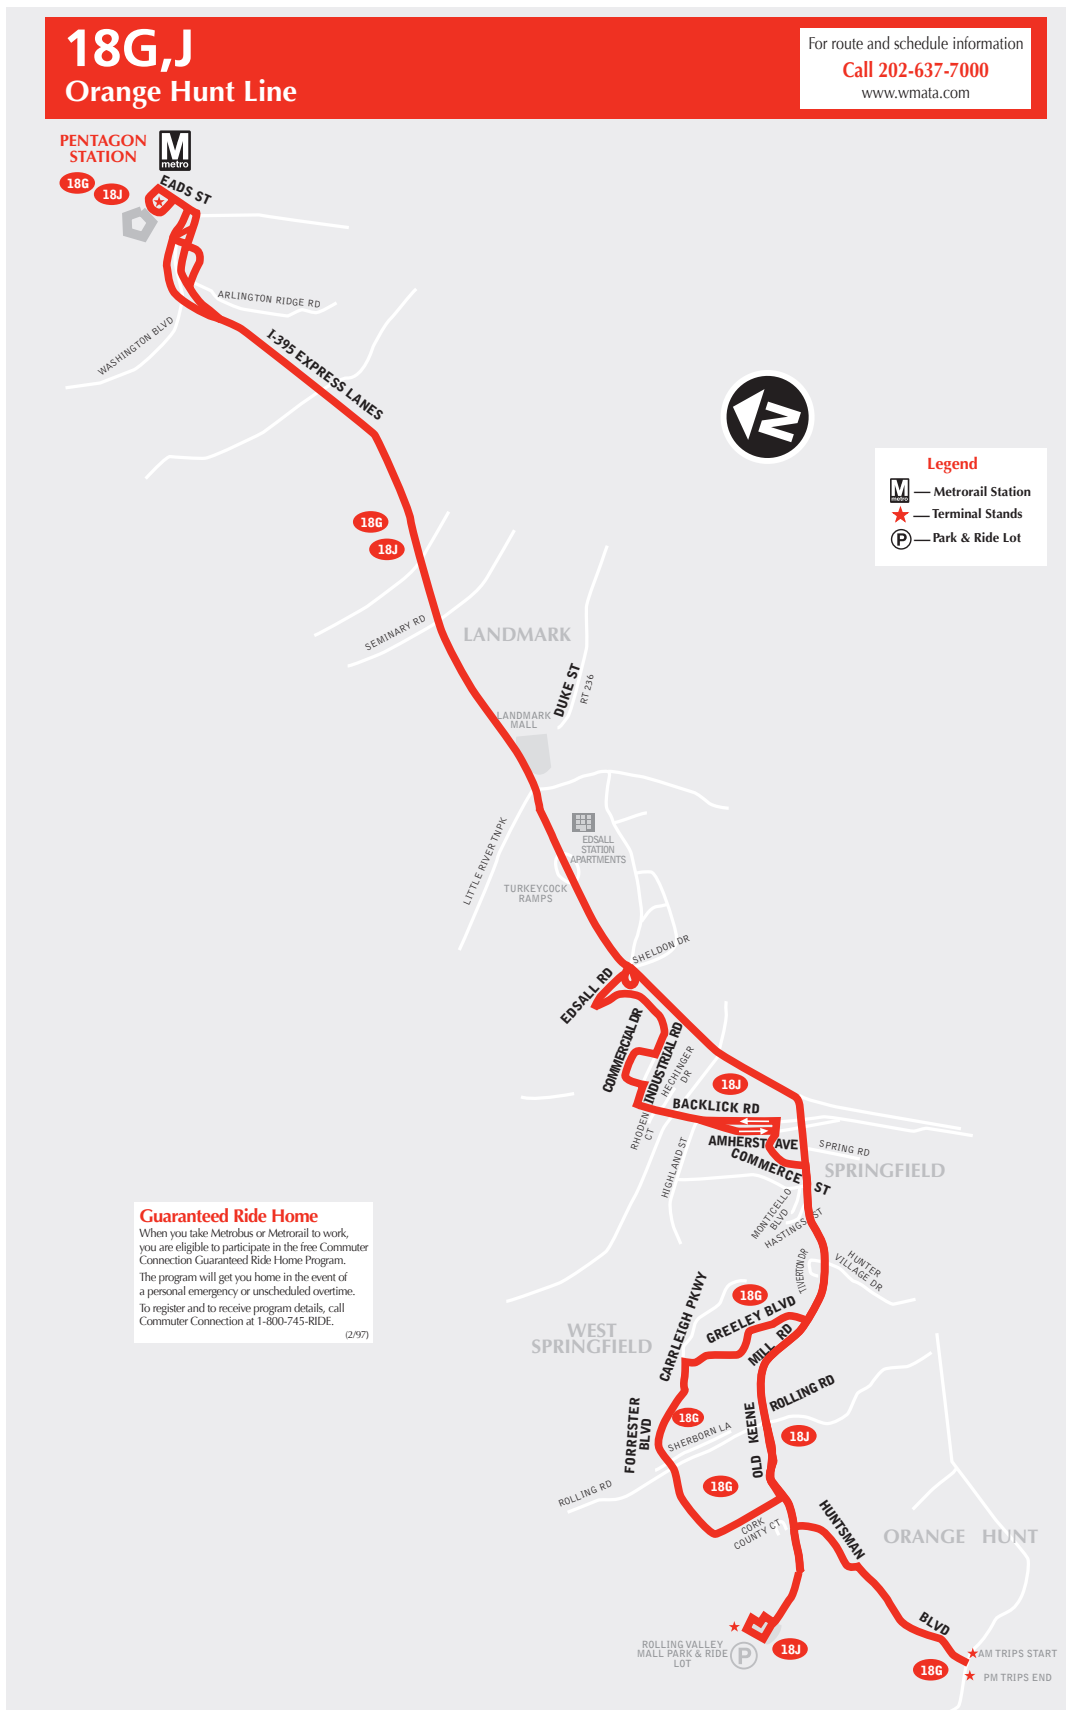 18G,J
Orange Hunt Line
For route and schedule information
Call 202-637-7000
www.wmata.com
PENTAGON
STATION
M
metro
18G
18J
EADS ST
ARLINGTON RIDGE RD
WASHINGTON BLVD
I-395 EXPRESS LANES
N
Legend
M
— Metrorail Station
— Terminal Stands
P
— Park & Ride Lot
18G
18J
SEMINARY RD
LANDMARK
DUKE ST
RT 236
LANDMARK
MALL
LITTLE RIVER TNPK
EDSALL
STATION
APARTMENTS
TURKEYCOCK
RAMPS
SHELDON DR
EDSALL RD
COMMERCIAL DR
INDUSTRIAL RD
HECHINGER
DR
18J
BACKLICK RD
RHODEN
CT
AMHERST AVE
SPRING RD
COMMERCE ST
HIGHLAND ST
SPRINGFIELD
MONTICELLO
BLVD
HASTINGS ST
Guaranteed Ride Home
When you take Metrobus or Metrorail to work,
you are eligible to participate in the free Commuter
Connection Guaranteed Ride Home Program.
The program will get you home in the event of
a personal emergency or unscheduled overtime.
To register and to receive program details, call
Commuter Connection at 1-800-745-RIDE.
(2/97)
TIVERTON DR
HUNTER
VILLAGE DR
CARRLEIGH PKWY
18G
GREELEY BLVD
WEST
SPRINGFIELD
MILL RD
ROLLING RD
FORRESTER
BLVD
18G
OLD KEENE
SHERBORN LA
18J
ROLLING RD
18G
CORK
COUNTY CT
HUNTSMAN
ORANGE HUNT
BLVD
ROLLING VALLEY
MALL PARK & RIDE
LOT
P
18J
AM TRIPS START
18G
PM TRIPS END